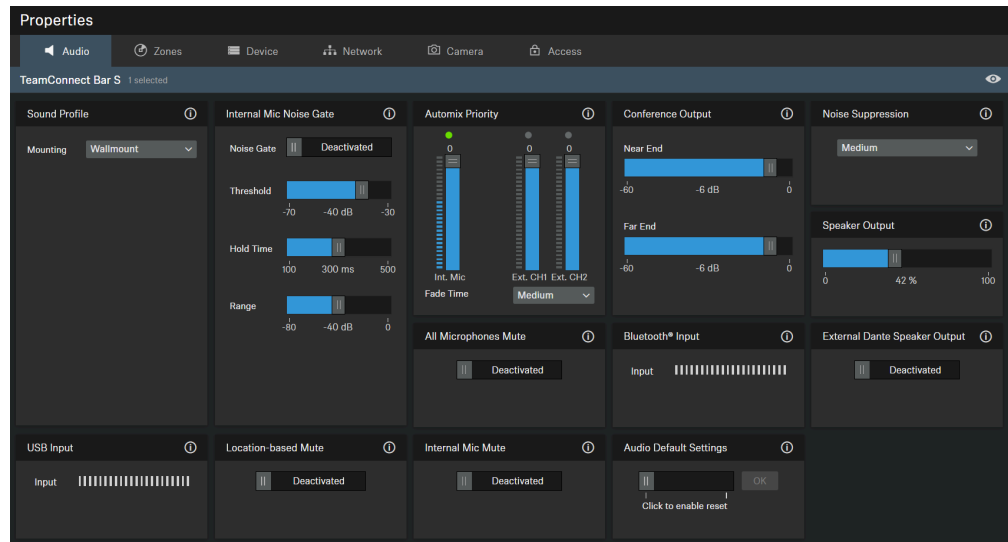 Properties
Audio
Zones
Device
Network
Camera
Access
TeamConnect Bar S 1 selected
Sound Profile
Mounting Wallmount
Internal Mic Noise Gate
Noise Gate Deactivated
Threshold
-70 -40 dB -30
Hold Time
100 300 ms 500
Range
-80 -40 dB 0
Automix Priority
0 0 0
Int. Mic Ext. CH1 Ext. CH2
Fade Time Medium
Conference Output
Near End
-60 -6 dB 0
Far End
-60 -6 dB 0
Noise Suppression
Medium
Speaker Output
0 42 % 100
All Microphones Mute
Deactivated
Bluetooth® Input
Input
External Dante Speaker Output
Deactivated
USB Input
Input
Location-based Mute
Deactivated
Internal Mic Mute
Deactivated
Audio Default Settings
OK
Click to enable reset